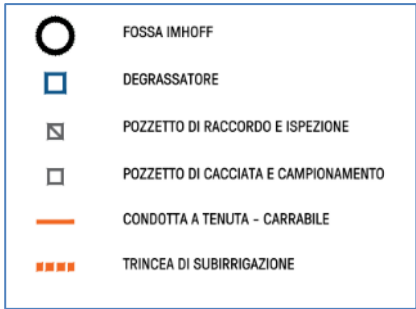 FOSSA IMHOFF
DEGRASSATORE
POZZETTO DI RACCORDO E ISPEZIONE
POZZETTO DI CACCIATA E CAMPIONAMENTO
CONDOTTA A TENUTA - CARRABILE
TRINCEA DI SUBIRRIGAZIONE